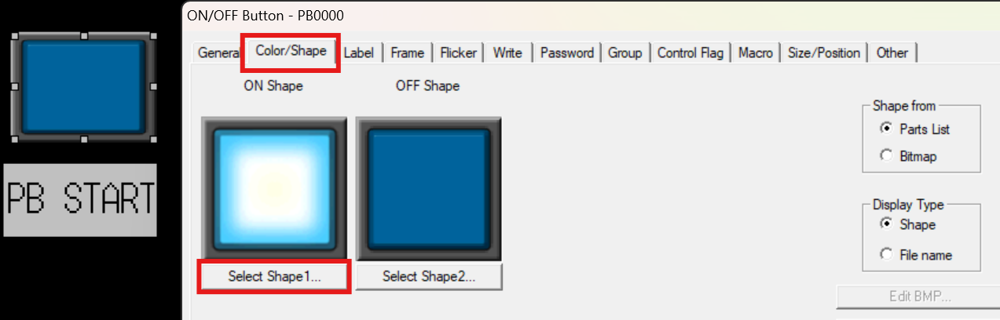 ON/OFF Button - PB0000
General Color/Shape Label Frame Flicker Write Password Group Control Flag Macro Size/Position Other
ON Shape OFF Shape
Shape from
Parts List
Bitmap
PB START
Display Type
Shape
File name
Select Shape1... Select Shape2...
Edit BMP...